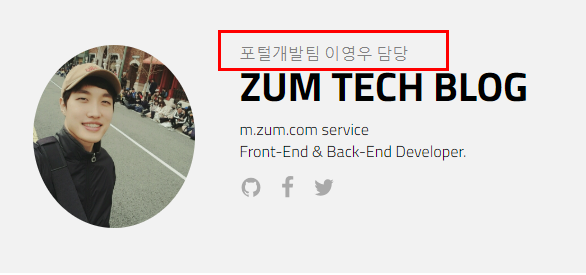 포털개발팀 이영우 담당
ZUM TECH BLOG
m.zum.com service
Front-End & Back-End Developer.